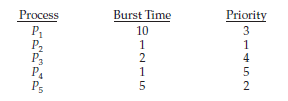 Process Burst Time Priority
P1 10 3
P2 1 1
P3 2 4
P4 1 5
P5 5 2